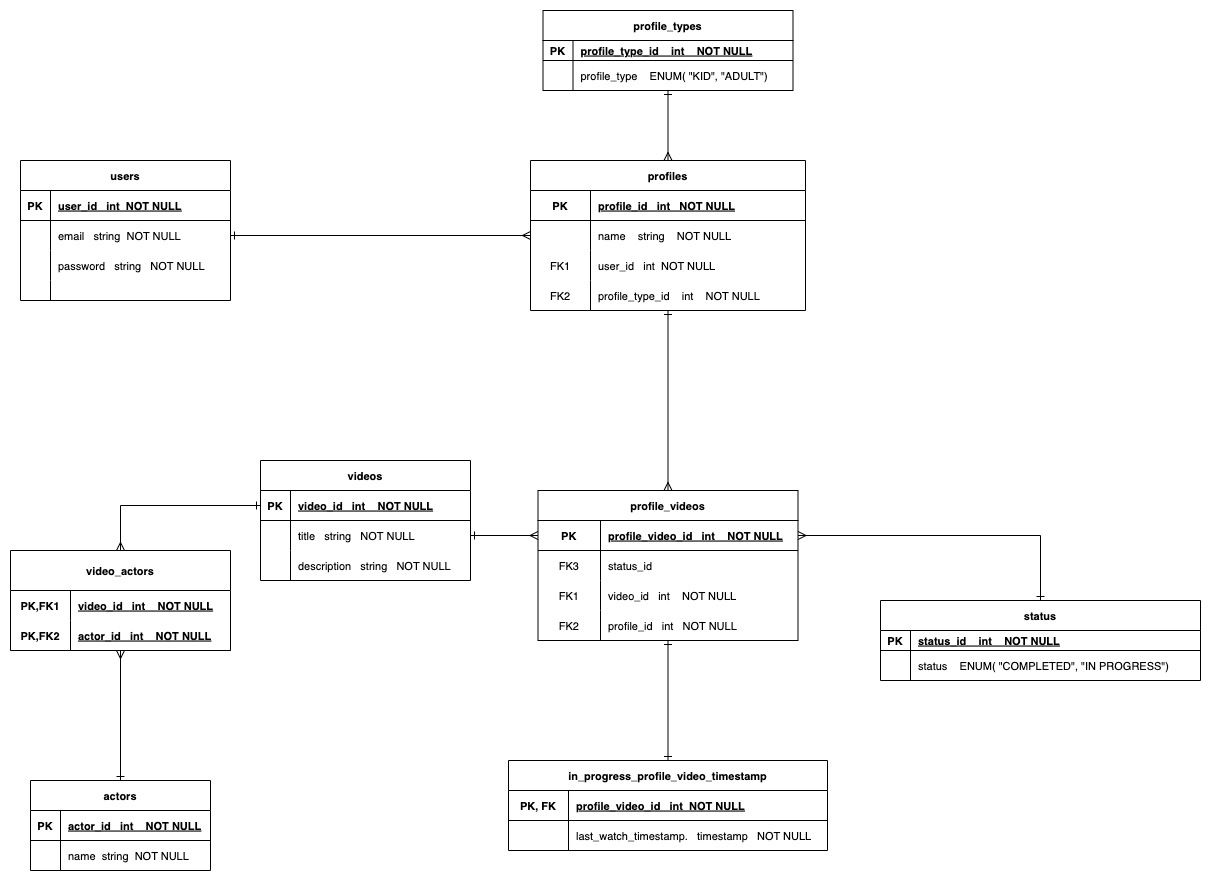 profile_types
PK profile_type_id int NOT NULL
profile_type ENUM( "KID", "ADULT")
users
PK user_id int NOT NULL
email string NOT NULL
password string NOT NULL
profiles
PK profile_id int NOT NULL
name string NOT NULL
FK1 user_id int NOT NULL
FK2 profile_type_id int NOT NULL
videos
PK video_id int NOT NULL
title string NOT NULL
description string NOT NULL
profile_videos
PK profile_video_id int NOT NULL
FK3 status_id
FK1 video_id int NOT NULL
FK2 profile_id int NOT NULL
video_actors
PK,FK1 video_id int NOT NULL
PK,FK2 actor_id int NOT NULL
status
PK status_id int NOT NULL
status ENUM( "COMPLETED", "IN PROGRESS")
actors
PK actor_id int NOT NULL
name string NOT NULL
in_progress_profile_video_timestamp
PK, FK profile_video_id int NOT NULL
last_watch_timestamp. timestamp NOT NULL